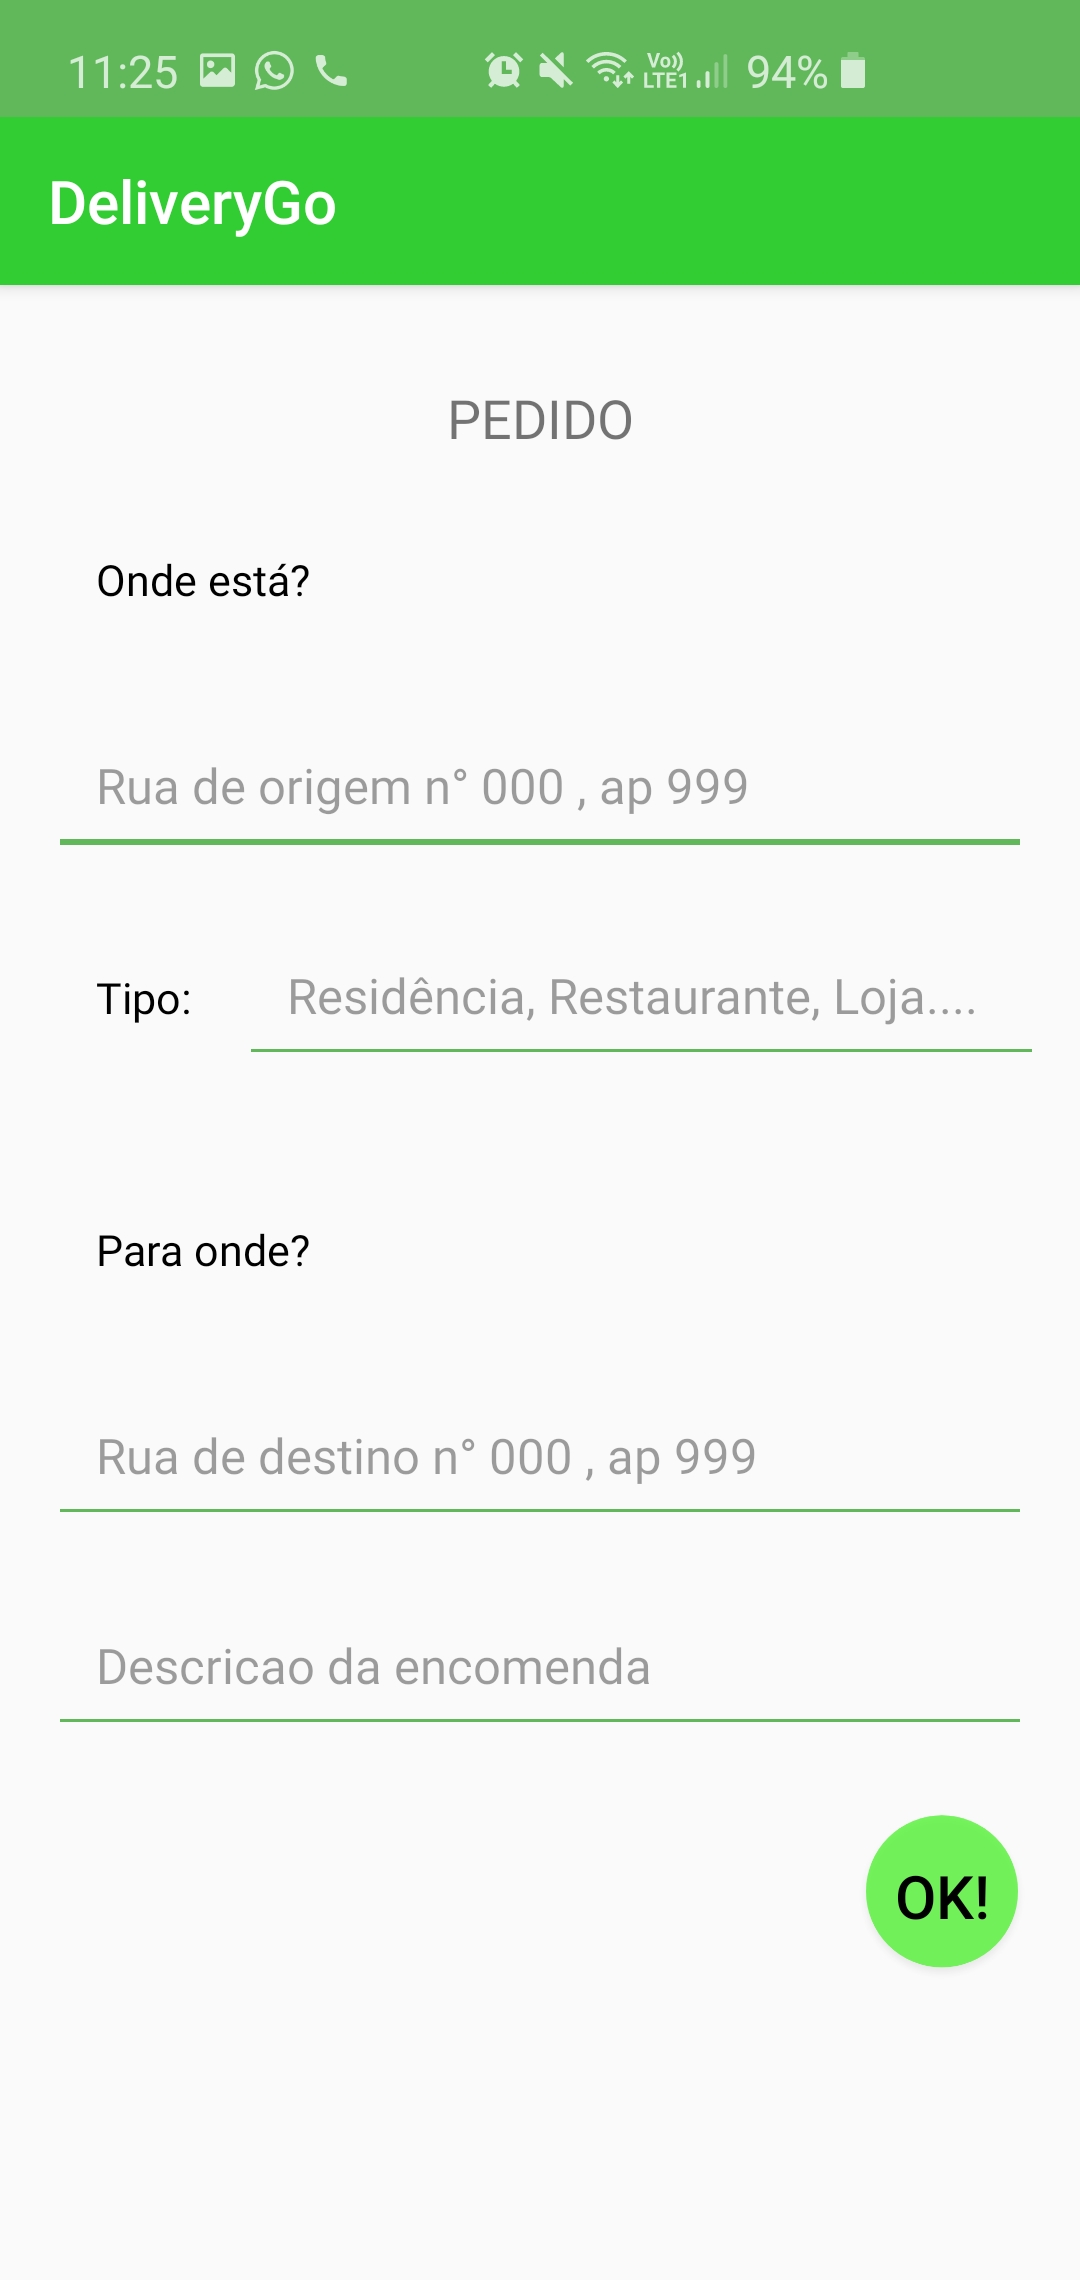 11:25 Vo)) LTE1 94%
DeliveryGo
PEDIDO
Onde está?
Rua de origem n° 000 , ap 999
Tipo: Residência, Restaurante, Loja....
Para onde?
Rua de destino n° 000 , ap 999
Descricao da encomenda
OK!